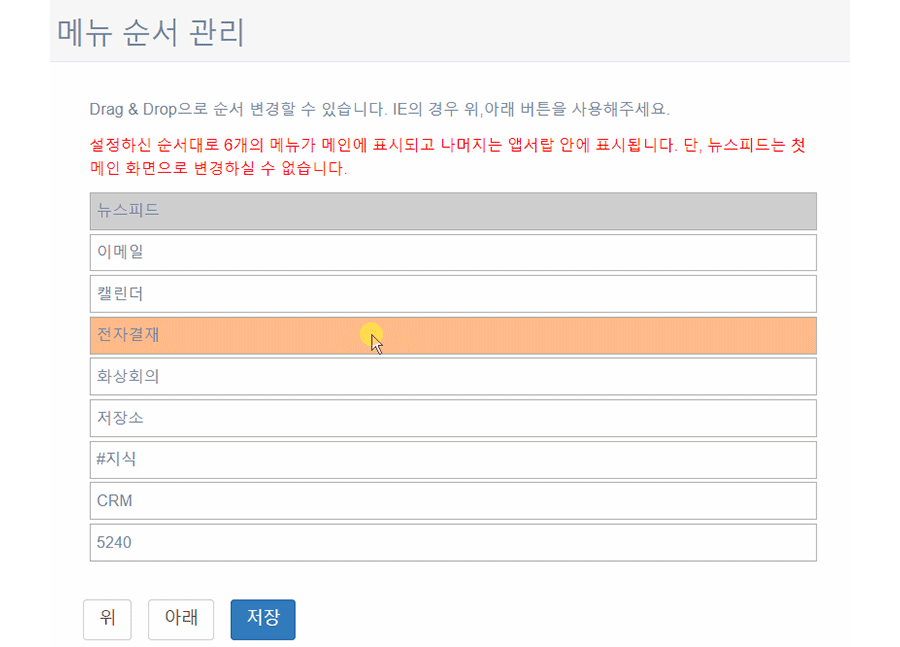 메뉴 순서 관리
Drag & Drop으로 순서 변경할 수 있습니다. IE의 경우 위,아래 버튼을 사용해주세요.
설정하신 순서대로 6개의 메뉴가 메인에 표시되고 나머지는 앱서랍 안에 표시됩니다. 단, 뉴스피드는 첫
메인 화면으로 변경하실 수 없습니다.
뉴스피드
이메일
캘린더
전자결재
화상회의
저장소
#지식
CRM
5240
위 아래 저장